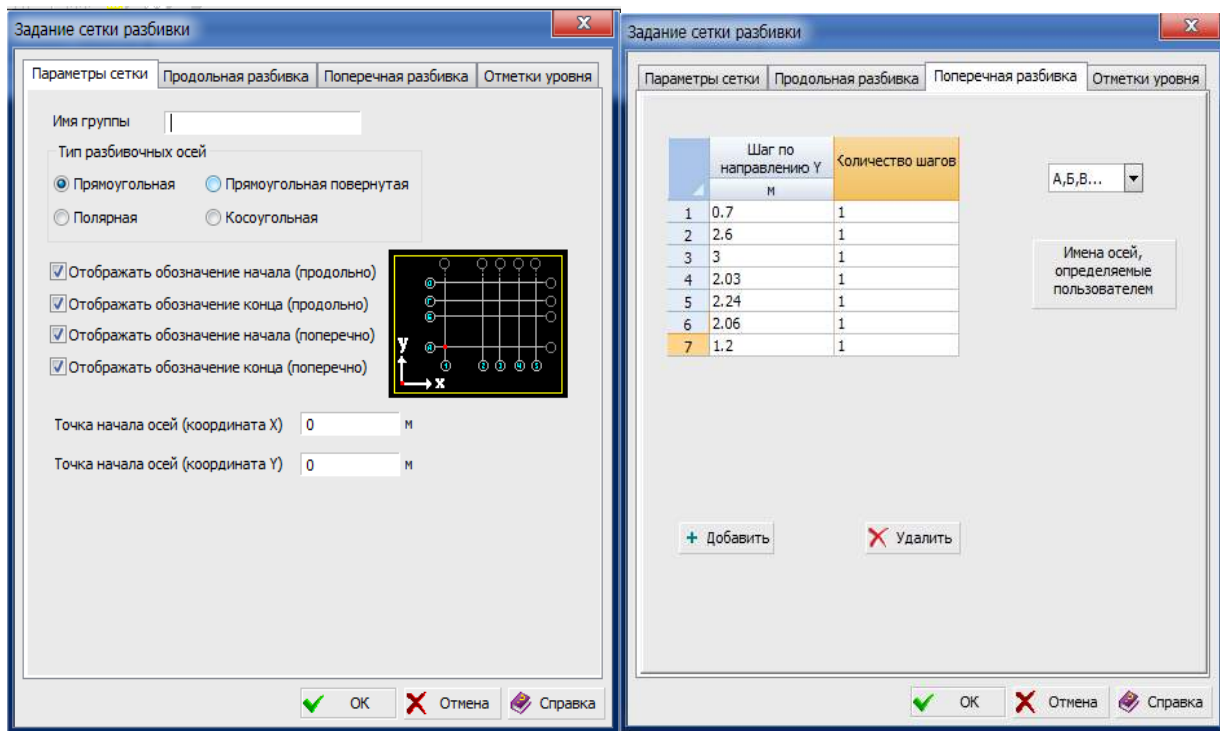 Задание сетки разбивки
Параметры сетки Продольная разбивка Поперечная разбивка Отметки уровня
Имя группы
Тип разбивочных осей
Прямоугольная Прямоугольная повернутая
Полярная Косоугольная
Отображать обозначение начала (продольно)
Отображать обозначение конца (продольно)
Отображать обозначение начала (поперечно)
Отображать обозначение конца (поперечно)
y
x
1 2 3 4 5
Точка начала осей (координата X) 0 м
Точка начала осей (координата Y) 0 м
OK Отмена Справка
Задание сетки разбивки
Параметры сетки Продольная разбивка Поперечная разбивка Отметки уровня
Шаг по
направлению Y
м
Количество шагов
1 0.7 1
2 2.6 1
3 3 1
4 2.03 1
5 2.24 1
6 2.06 1
7 1.2 1
А,Б,В...
Имена осей,
определяемые
пользователем
+ Добавить Удалить
OK Отмена Справка